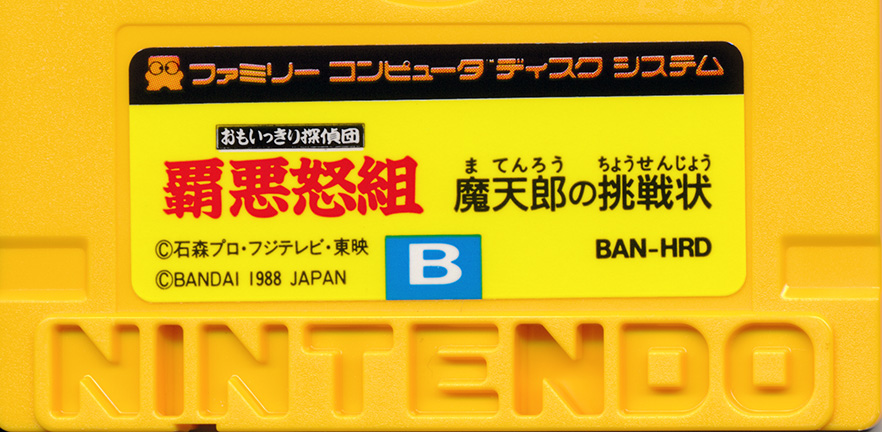 ファミリー コンピュータ ディスク システム
おもいっきり探偵団
覇悪怒組 魔天郎の挑戦状
ま てんろう ちょうせんじょう
©石森プロ・フジテレビ・東映
©BANDAI 1988 JAPAN
B
BAN-HRD
NINTENDO